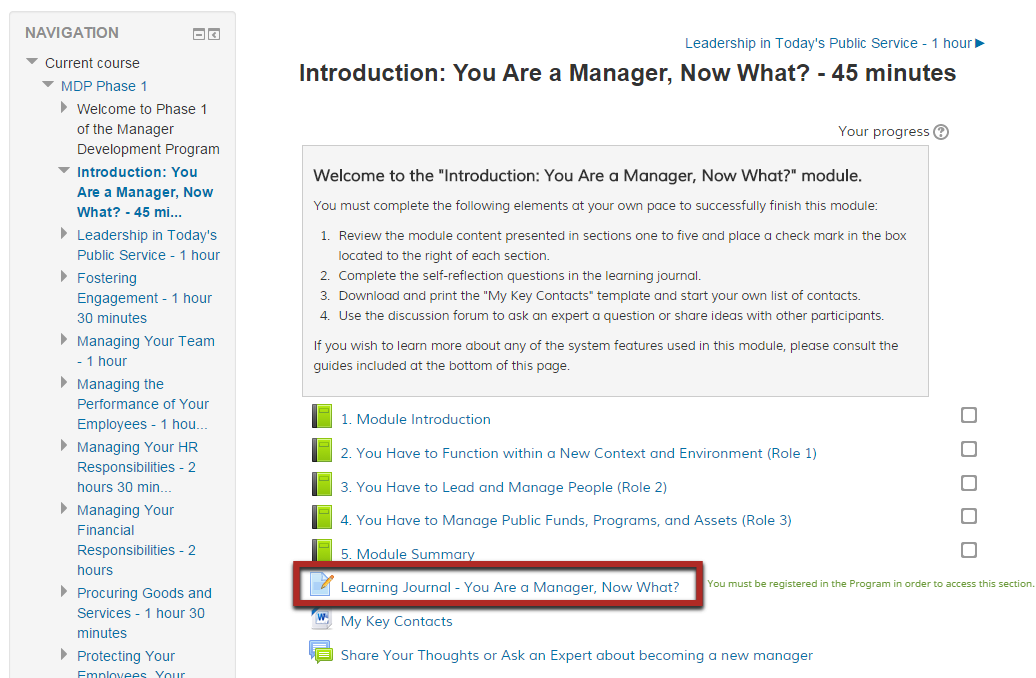 NAVIGATION
Current course
MDP Phase 1
Welcome to Phase 1
of the Manager
Development Program
Introduction: You
Are a Manager, Now
What? - 45 mi...
Leadership in Today's
Public Service - 1 hour
Fostering
Engagement - 1 hour
30 minutes
Managing Your Team
- 1 hour
Managing the
Performance of Your
Employees - 1 hou...
Managing Your HR
Responsibilities - 2
hours 30 min...
Managing Your
Financial
Responsibilities - 2
hours
Procuring Goods and
Services - 1 hour 30
minutes
Protecting Your
Employees, Your
Leadership in Today's Public Service - 1 hour
Introduction: You Are a Manager, Now What? - 45 minutes
Your progress
Welcome to the "Introduction: You Are a Manager, Now What?" module.
You must complete the following elements at your own pace to successfully finish this module:
1. Review the module content presented in sections one to five and place a check mark in the box
located to the right of each section.
2. Complete the self-reflection questions in the learning journal.
3. Download and print the "My Key Contacts" template and start your own list of contacts.
4. Use the discussion forum to ask an expert a question or share ideas with other participants.
If you wish to learn more about any of the system features used in this module, please consult the
guides included at the bottom of this page.
1. Module Introduction
2. You Have to Function within a New Context and Environment (Role 1)
3. You Have to Lead and Manage People (Role 2)
4. You Have to Manage Public Funds, Programs, and Assets (Role 3)
5. Module Summary
Learning Journal - You Are a Manager, Now What?
You must be registered in the Program in order to access this section.
My Key Contacts
Share Your Thoughts or Ask an Expert about becoming a new manager